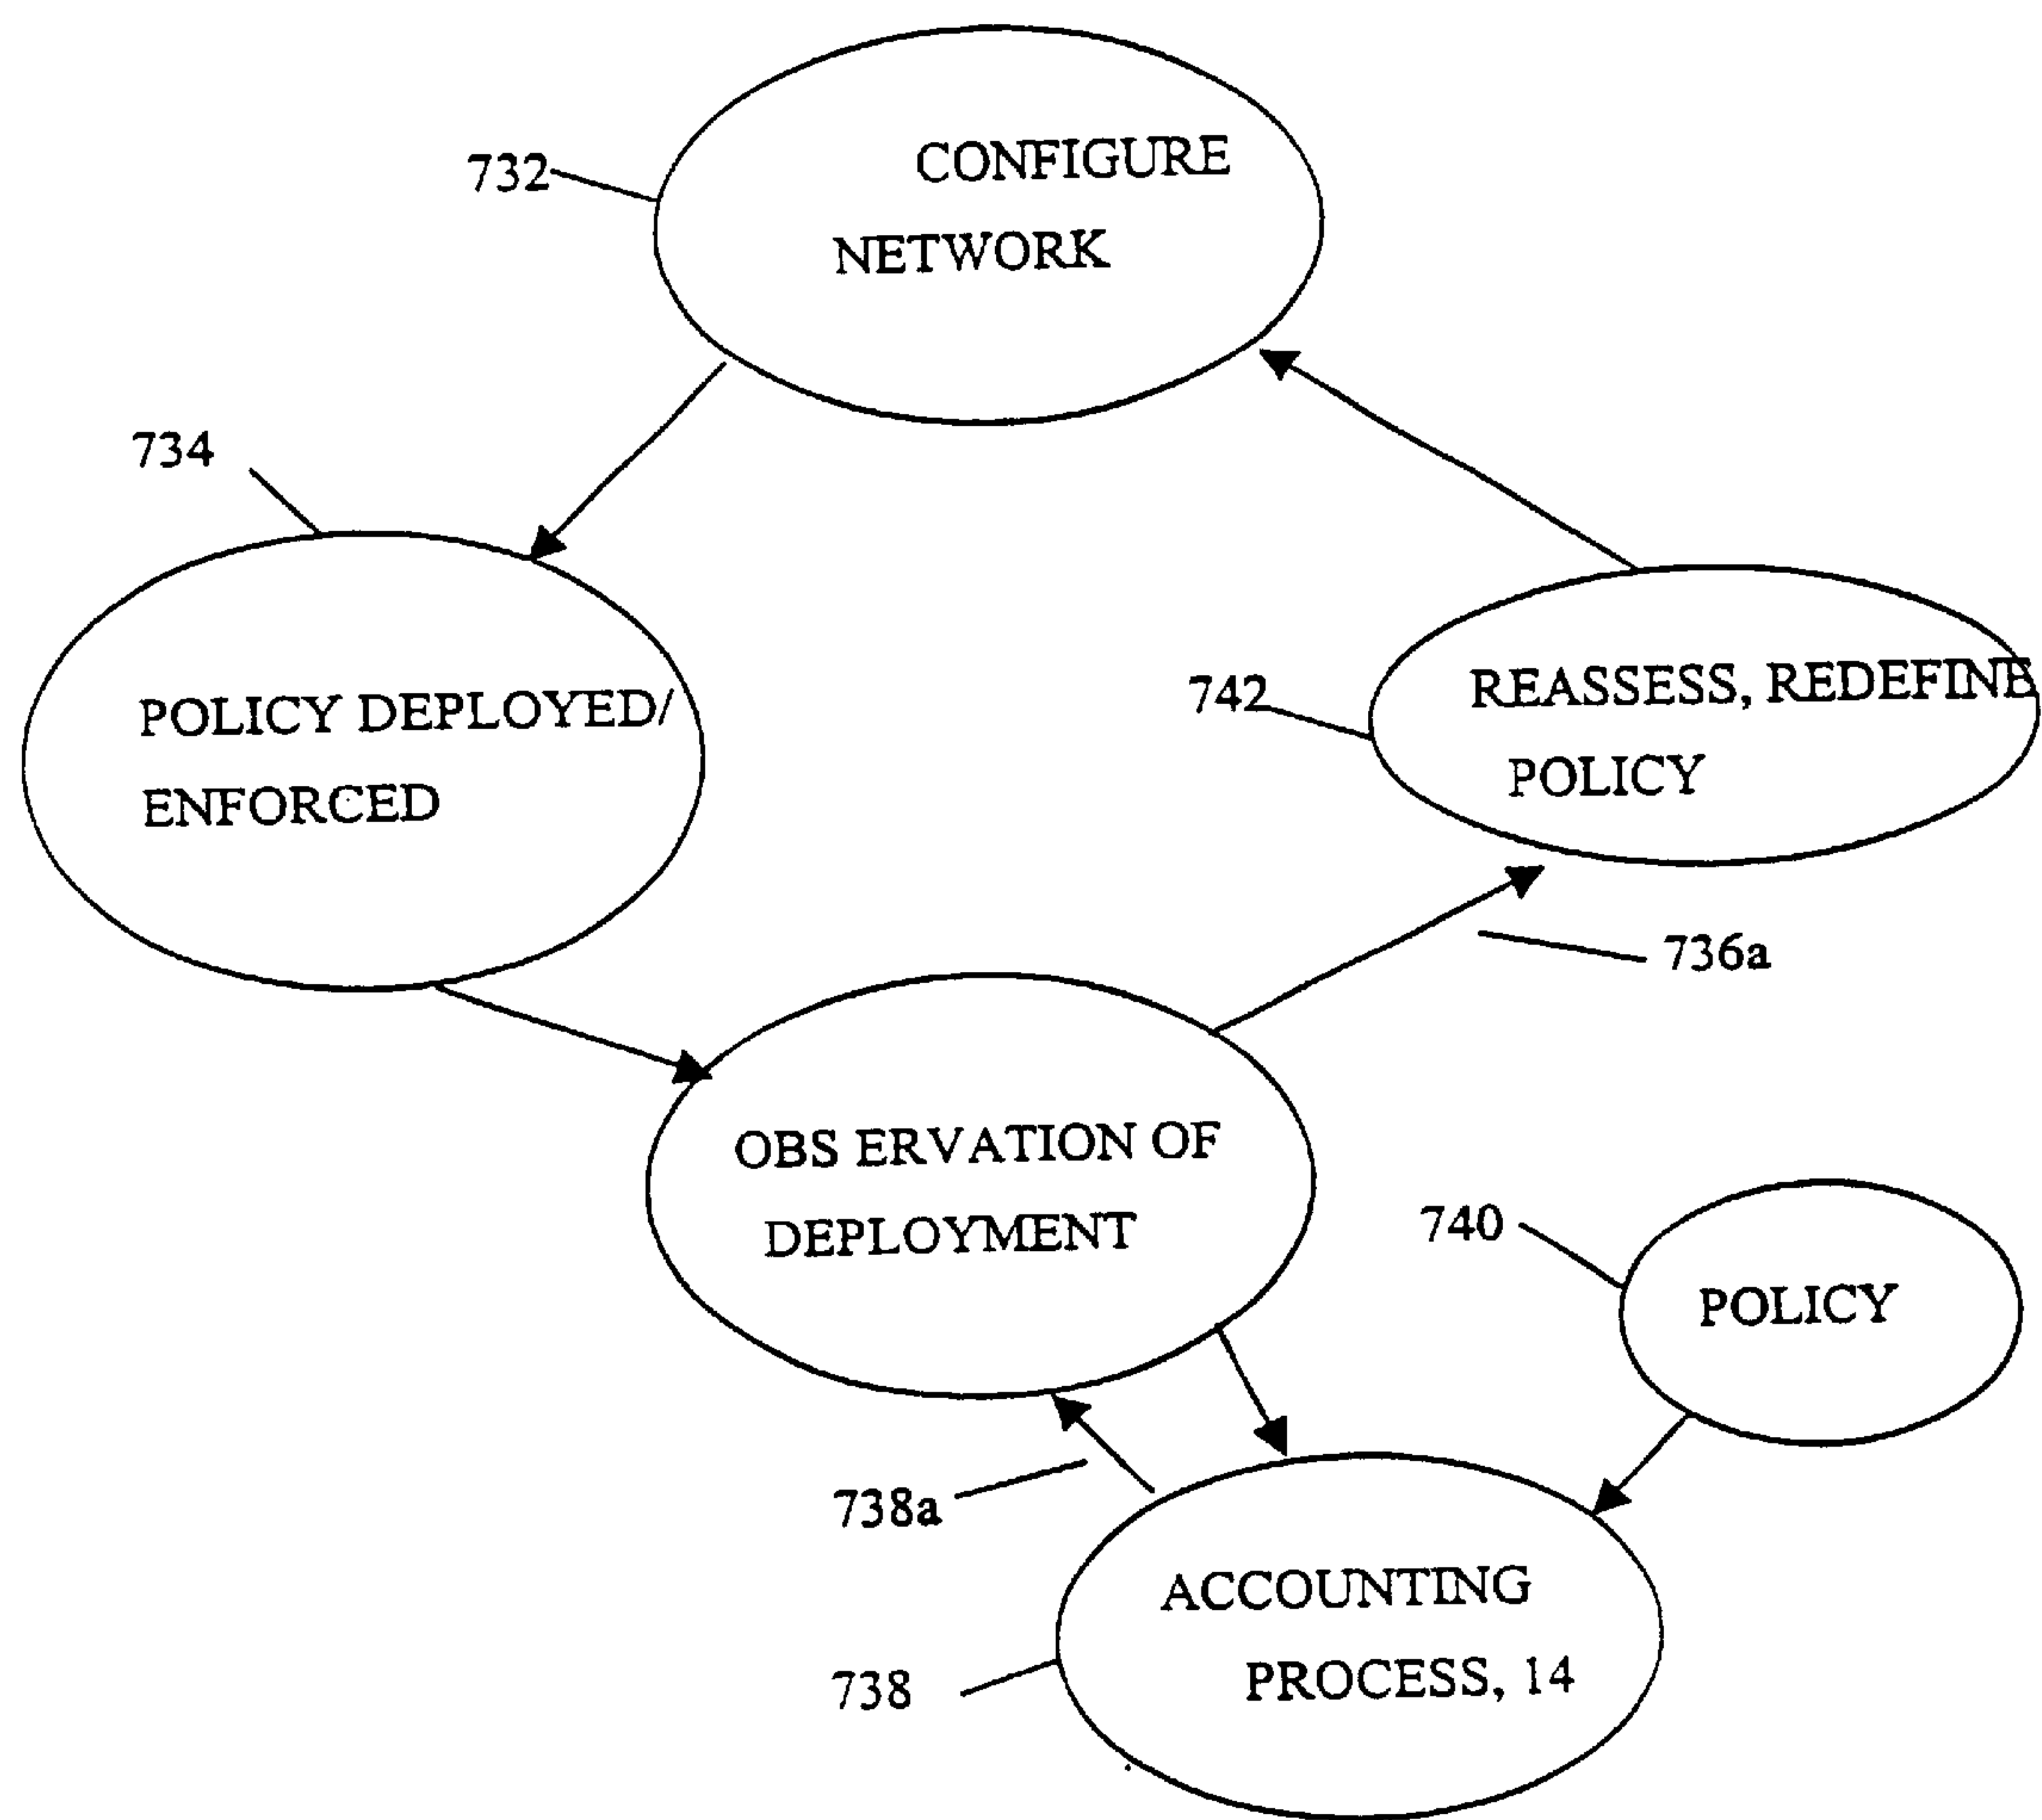 CONFIGURE
732
NETWORK
734
POLICY DEPLOYED/
ENFORCED
742
REASSESS, REDEFINE
POLICY
736a
OBS ERVATION OF
DEPLOYMENT
740
POLICY
738a
ACCOUNTING
PROCESS, 14
738